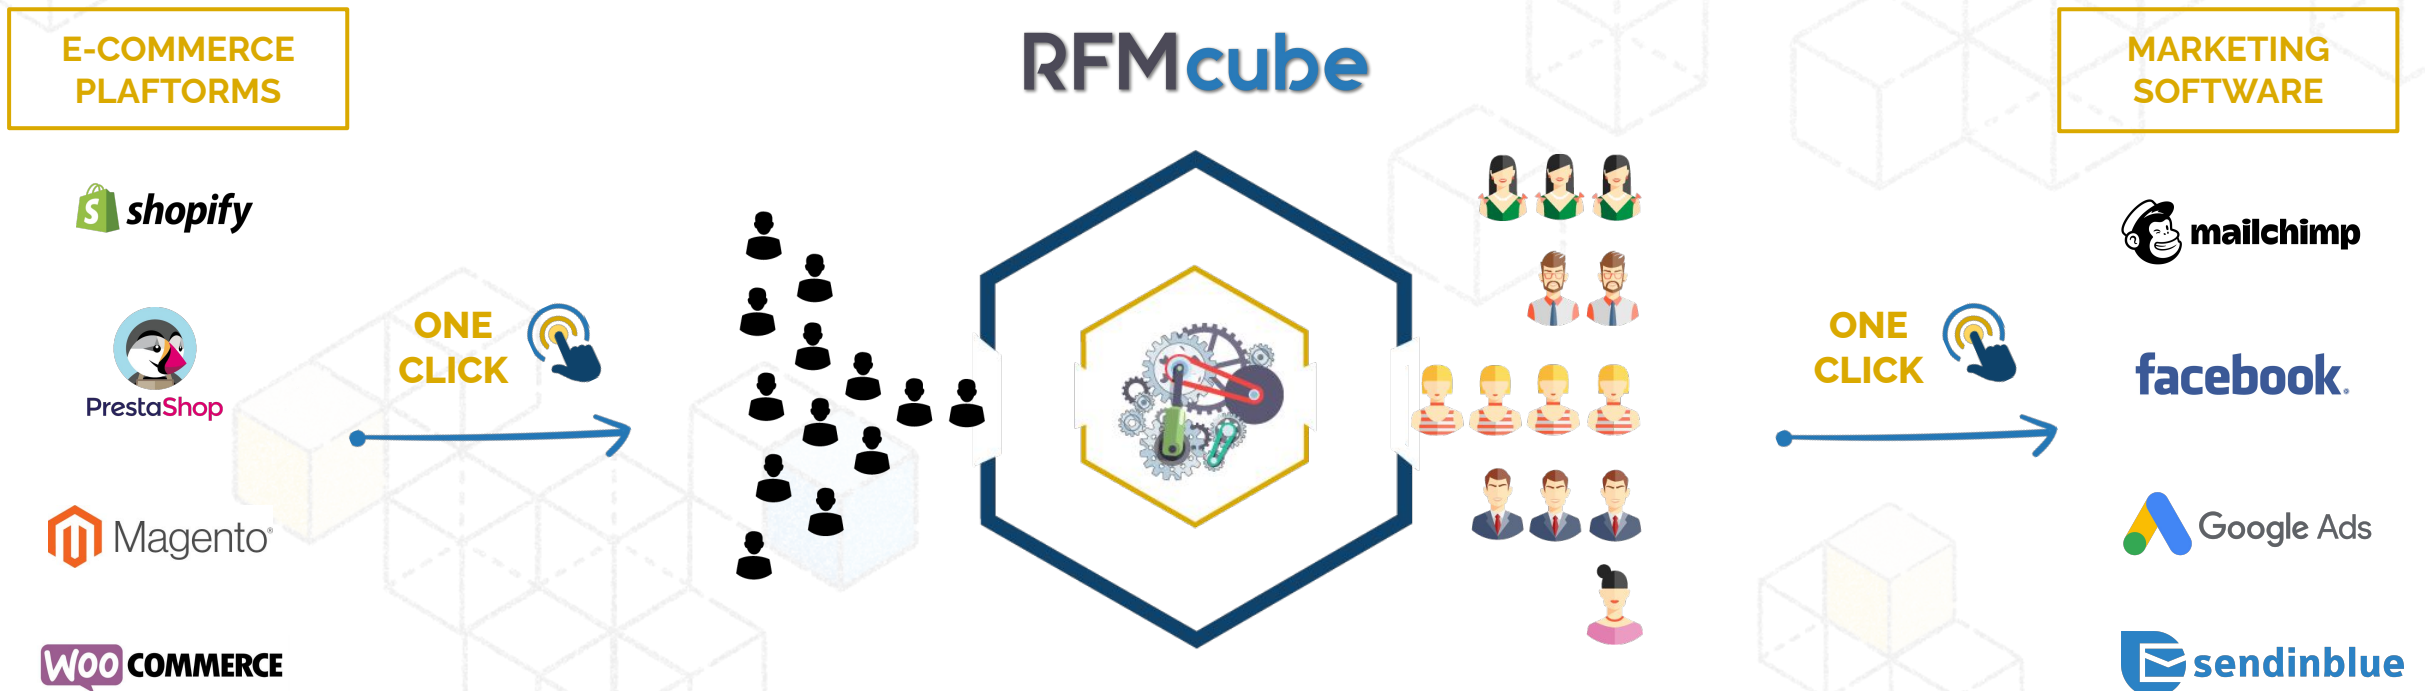 E-COMMERCE
PLAFTORMS
shopify
PrestaShop
Magento®
WOO COMMERCE
ONE
CLICK
RFMcube
ONE
CLICK
MARKETING
SOFTWARE
mailchimp
facebook.
Google Ads
sendinblue